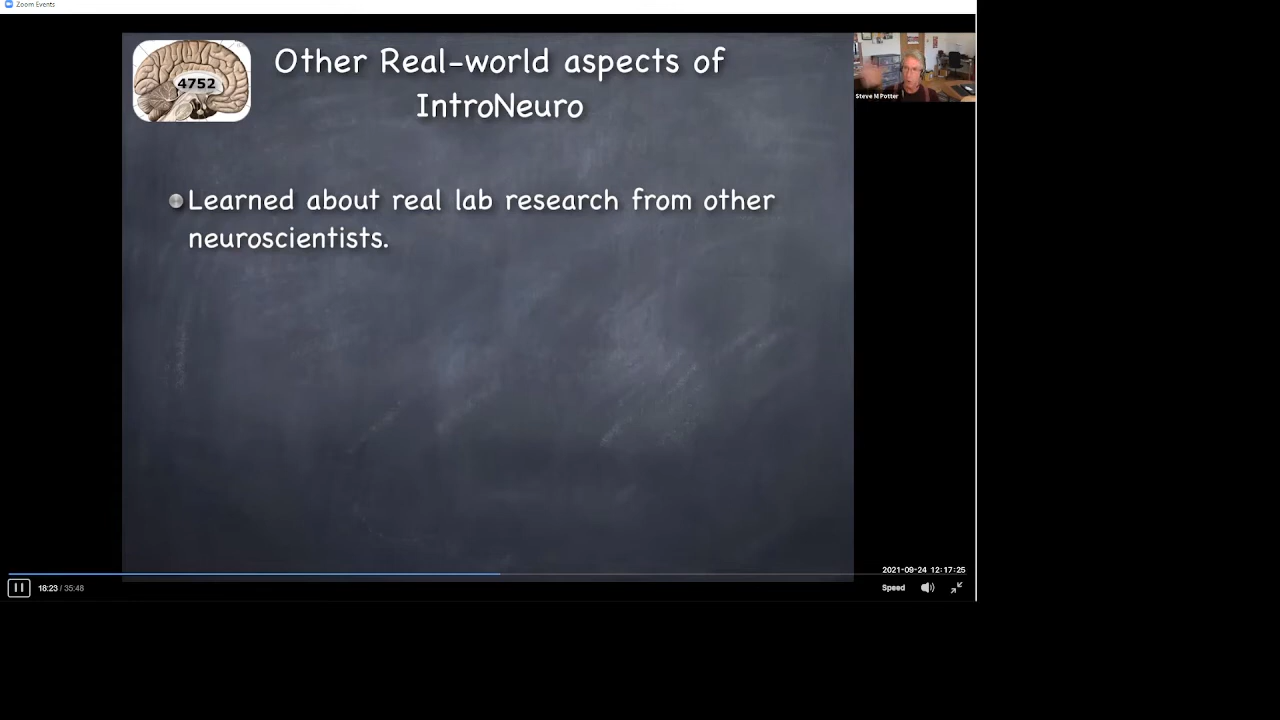 Zoom Events
4752
Other Real-world aspects of
IntroNeuro
Learned about real lab research from other
neuroscientists.
Steve M Potter
2021-09-24 12:17:25
18:23 / 35:48
Speed